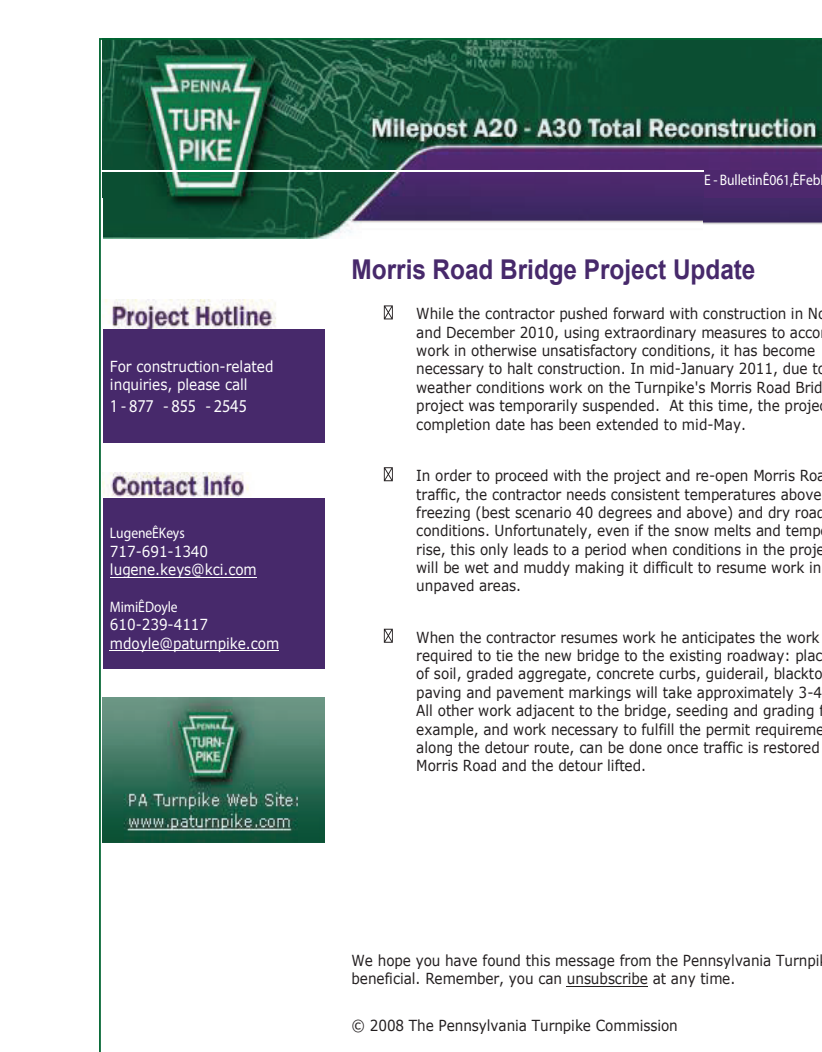 PENNA
TURN-
PIKE
PA TURNPIKE
POT STA 90+00.00
HICKORY ROAD
Milepost A20 - A30 Total Reconstruction
E - BulletinÊ061,ÊFeb
Morris Road Bridge Project Update
Project Hotline
For construction-related
inquiries, please call
1 - 877 - 855 - 2545
Contact Info
LugeneÊKeys
717-691-1340
lugene.keys@kci.com
MimiÊDoyle
610-239-4117
mdoyle@paturnpike.com
PENNA
TURN-
PIKE
PA Turnpike Web Site:
www.paturnpike.com
While the contractor pushed forward with construction in No
and December 2010, using extraordinary measures to acco
work in otherwise unsatisfactory conditions, it has become
necessary to halt construction. In mid-January 2011, due to
weather conditions work on the Turnpike's Morris Road Brid
project was temporarily suspended. At this time, the projec
completion date has been extended to mid-May.
In order to proceed with the project and re-open Morris Roa
traffic, the contractor needs consistent temperatures above
freezing (best scenario 40 degrees and above) and dry road
conditions. Unfortunately, even if the snow melts and tempe
rise, this only leads to a period when conditions in the proje
will be wet and muddy making it difficult to resume work in
unpaved areas.
When the contractor resumes work he anticipates the work
required to tie the new bridge to the existing roadway: plac
of soil, graded aggregate, concrete curbs, guiderail, blackto
paving and pavement markings will take approximately 3-4
All other work adjacent to the bridge, seeding and grading f
example, and work necessary to fulfill the permit requireme
along the detour route, can be done once traffic is restored
Morris Road and the detour lifted.
We hope you have found this message from the Pennsylvania Turnpik
beneficial. Remember, you can unsubscribe at any time.
© 2008 The Pennsylvania Turnpike Commission